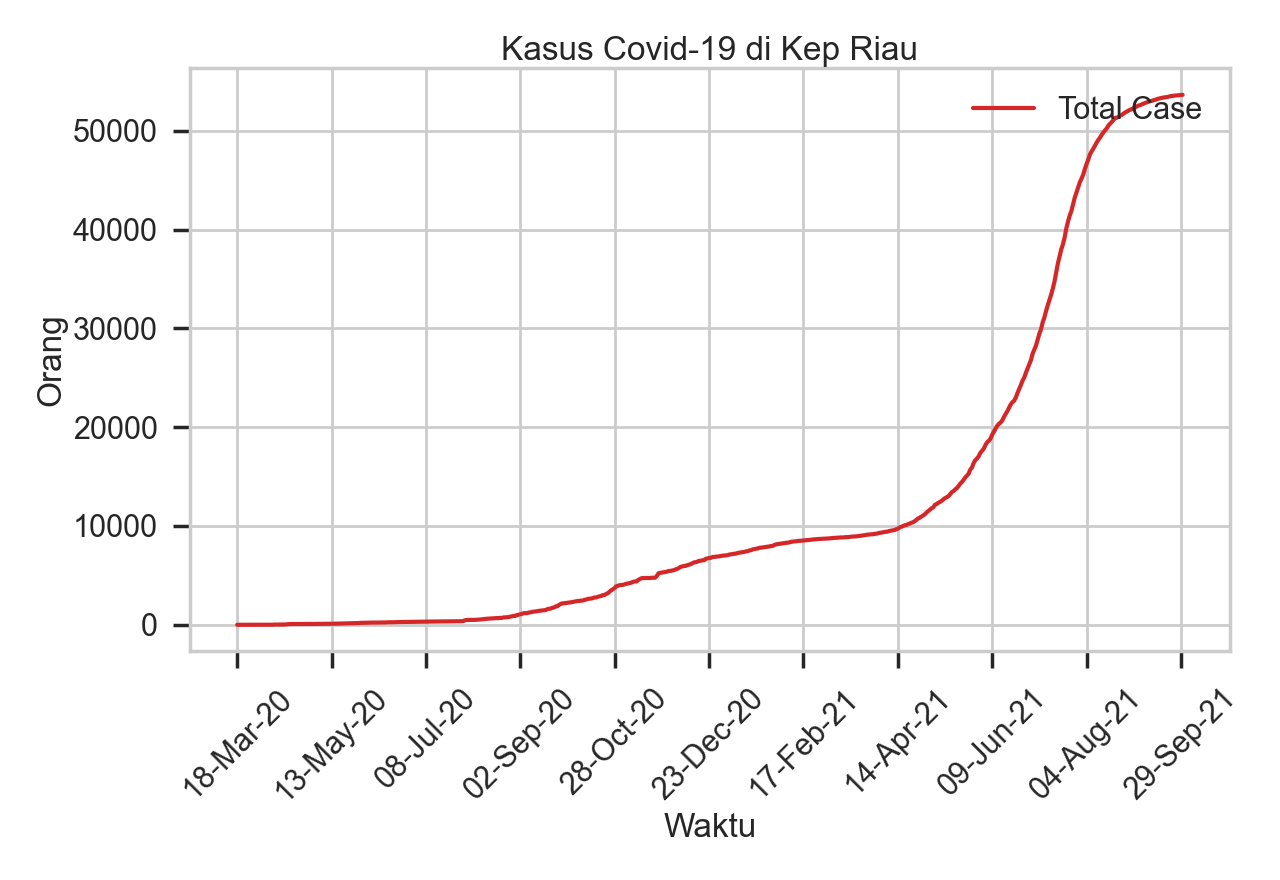 Kasus Covid-19 di Kep Riau
Total Case
Orang
50000
40000
30000
20000
10000
0
18-Mar-20
13-May-20
08-Jul-20
02-Sep-20
28-Oct-20
23-Dec-20
17-Feb-21
14-Apr-21
09-Jun-21
04-Aug-21
29-Sep-21
Waktu